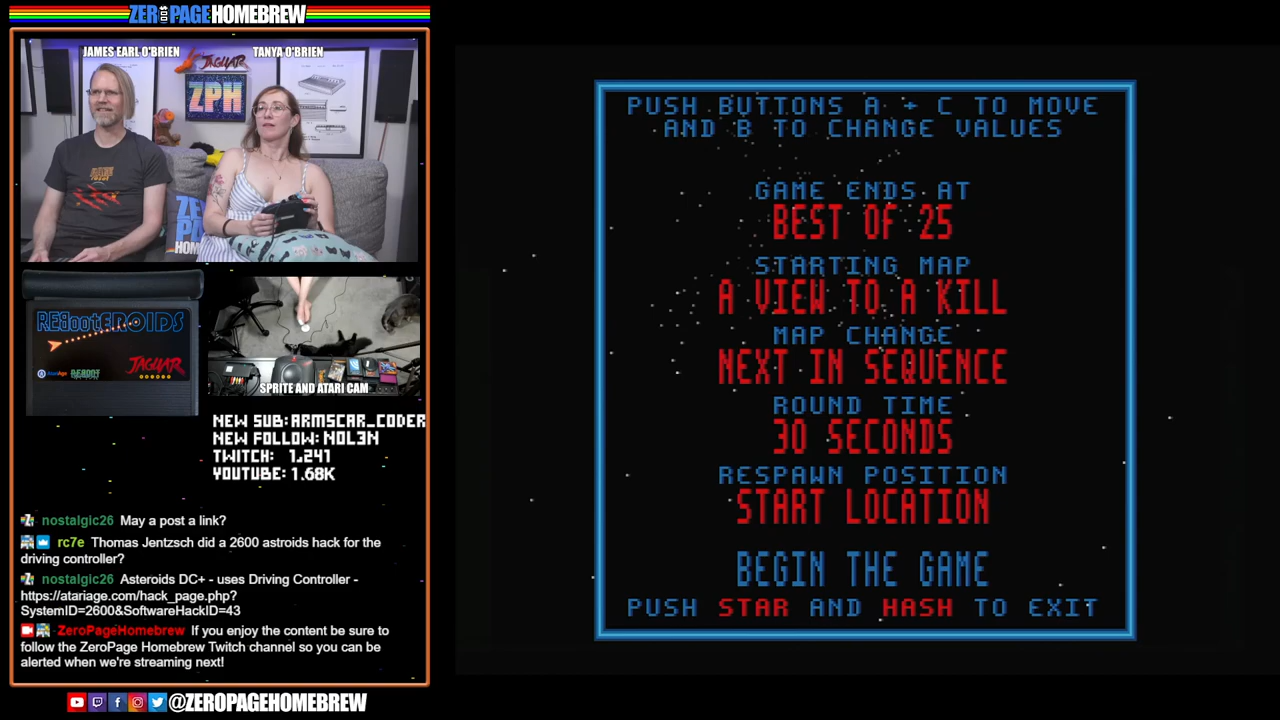 ZEROPAGE HOMEBREW
JAMES EARL O'BRIEN
TANYA O'BRIEN
JAGUAR
ZPH
REBooteROIDS
AtariAge
REBOOT
JAGUAR
SPRITE AND ATARI CAM
NEW SUB: ARMSCAR_CODER
NEW FOLLOW: NOL3N
TWITCH: 1,241
YOUTUBE: 1.68K
nostalgic26 May a post a link?
rc7e Thomas Jentzsch did a 2600 astroids hack for the
driving controller?
nostalgic26 Asteroids DC+ - uses Driving Controller -
https://atariage.com/hack_page.php?
SystemID=2600&SoftwareHackID=43
ZeroPageHomebrew If you enjoy the content be sure to
follow the ZeroPage Homebrew Twitch channel so you can be
alerted when we're streaming next!
@ZEROPAGEHOMEBREW
PUSH BUTTONS A + C TO MOVE
AND B TO CHANGE VALUES
GAME ENDS AT
BEST OF 25
STARTING MAP
A VIEW TO A KILL
MAP CHANGE
NEXT IN SEQUENCE
ROUND TIME
30 SECONDS
RESPAWN POSITION
START LOCATION
BEGIN THE GAME
PUSH STAR AND HASH TO EXIT